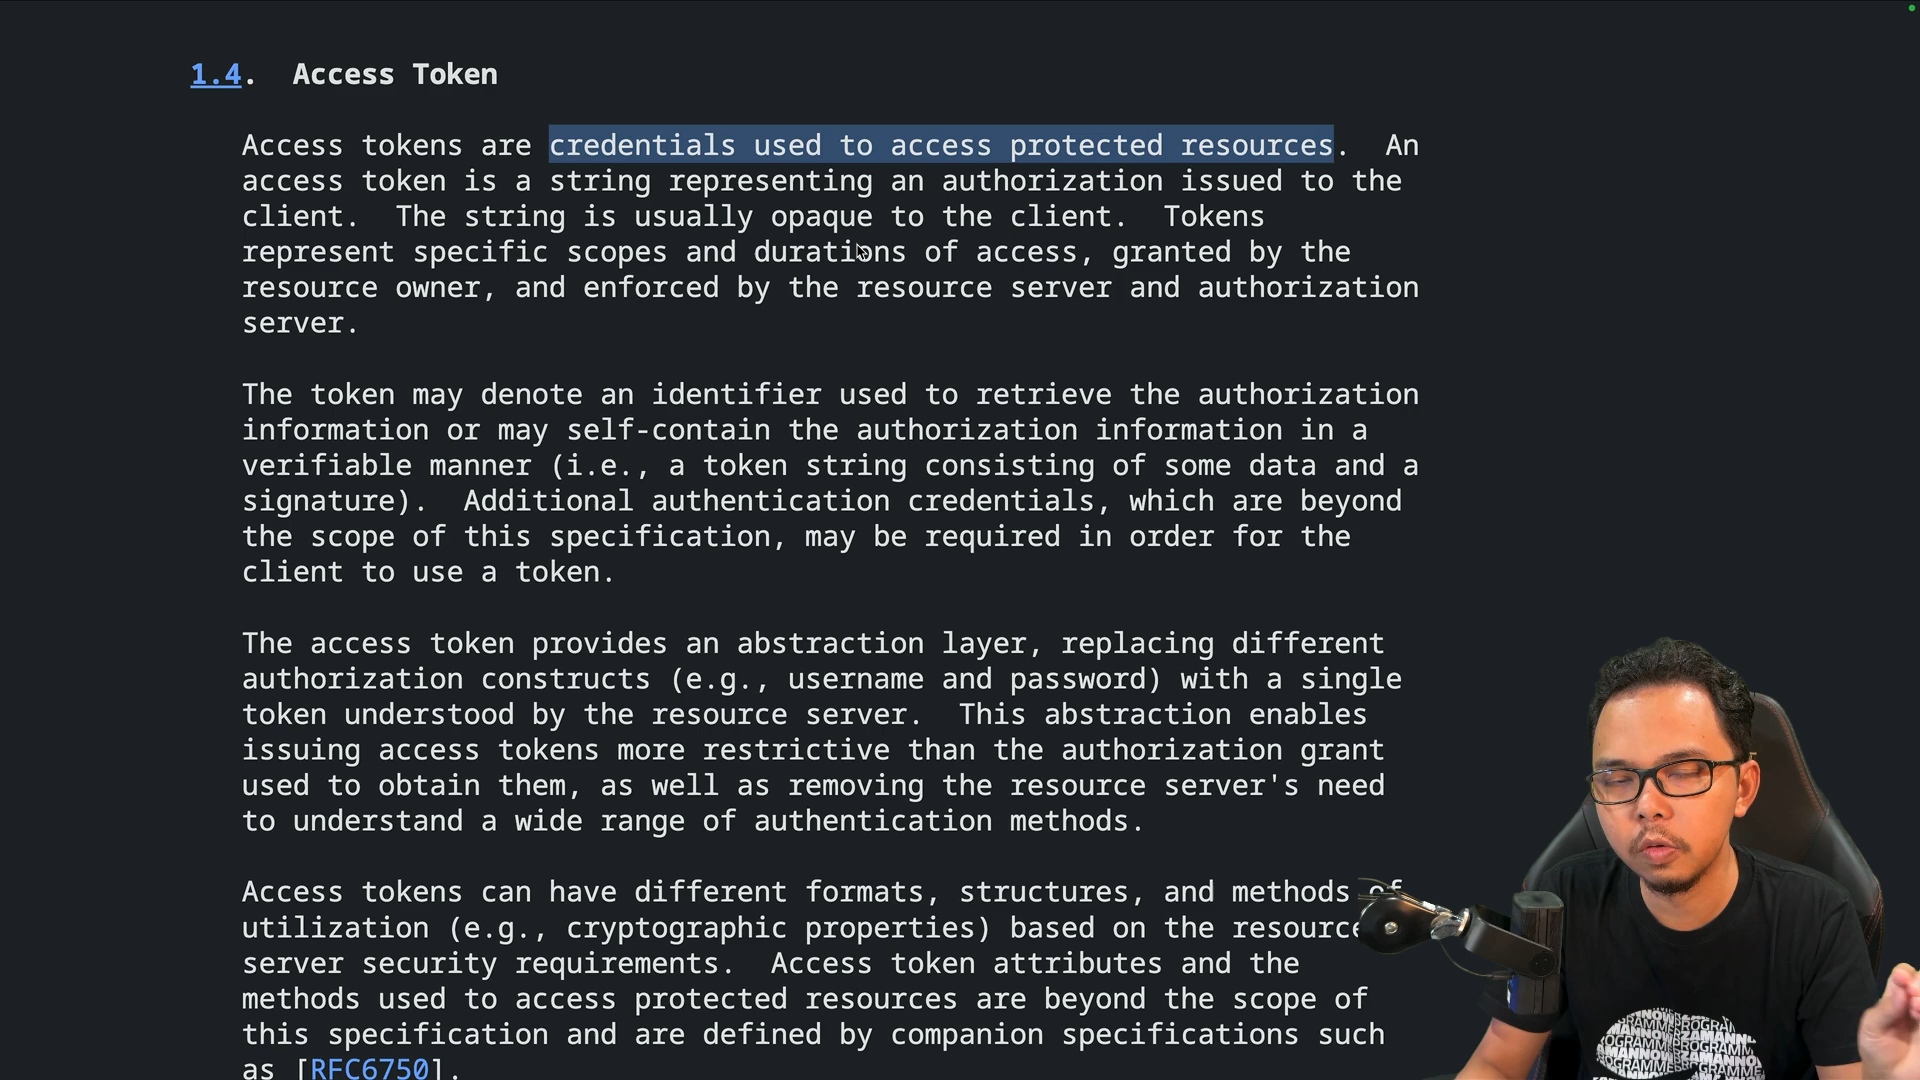 1.4. Access Token
Access tokens are credentials used to access protected resources. An
access token is a string representing an authorization issued to the
client. The string is usually opaque to the client. Tokens
represent specific scopes and durations of access, granted by the
resource owner, and enforced by the resource server and authorization
server.
The token may denote an identifier used to retrieve the authorization
information or may self-contain the authorization information in a
verifiable manner (i.e., a token string consisting of some data and a
signature). Additional authentication credentials, which are beyond
the scope of this specification, may be required in order for the
client to use a token.
The access token provides an abstraction layer, replacing different
authorization constructs (e.g., username and password) with a single
token understood by the resource server. This abstraction enables
issuing access tokens more restrictive than the authorization grant
used to obtain them, as well as removing the resource server's need
to understand a wide range of authentication methods.
Access tokens can have different formats, structures, and methods of
utilization (e.g., cryptographic properties) based on the resource
server security requirements. Access token attributes and the
methods used to access protected resources are beyond the scope of
this specification and are defined by companion specifications such
as [RFC6750].